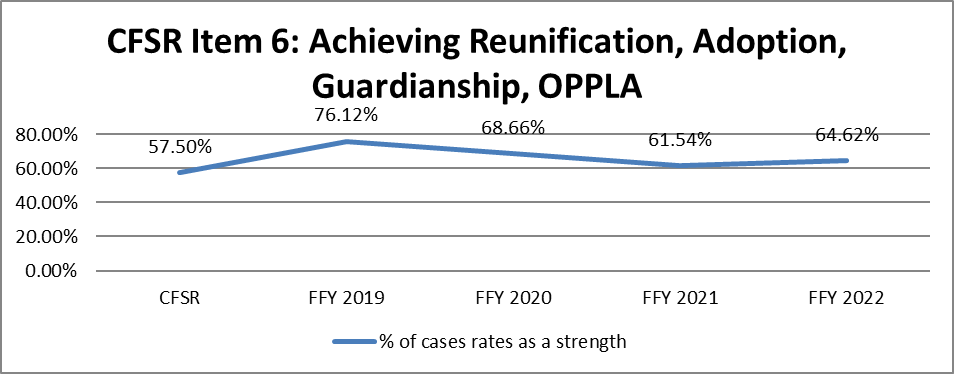 CFSR Item 6: Achieving Reunification, Adoption,
Guardianship, OPPLA
80.00%
60.00%
40.00%
20.00%
0.00%
57.50%
76.12%
68.66%
61.54%
64.62%
CFSR
FFY 2019
FFY 2020
FFY 2021
FFY 2022
% of cases rates as a strength